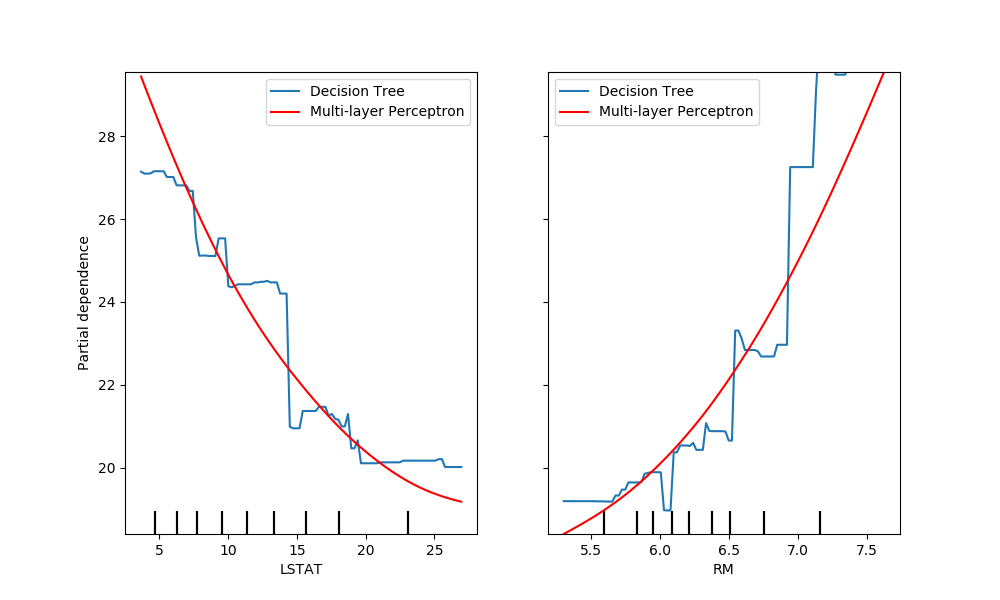 Decision Tree
Multi-layer Perceptron
28
26
24
22
20
Partial dependence
5 10 15 20 25
LSTAT
Decision Tree
Multi-layer Perceptron
5.5 6.0 6.5 7.0 7.5
RM